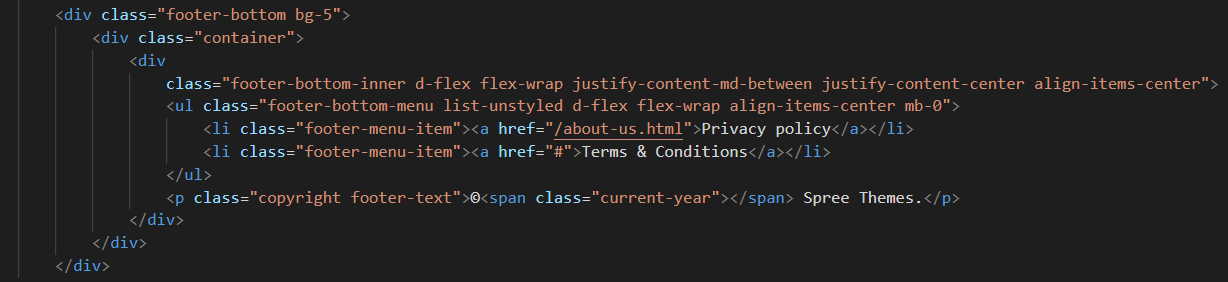 <div class="footer-bottom bg-5">
<div class="container">
<div
class="footer-bottom-inner d-flex flex-wrap justify-content-md-between justify-content-center align-items-center">
<ul class="footer-bottom-menu list-unstyled d-flex flex-wrap align-items-center mb-0">
<li class="footer-menu-item"><a href="/about-us.html">Privacy policy</a></li>
<li class="footer-menu-item"><a href="#">Terms & Conditions</a></li>
</ul>
<p class="copyright footer-text">©<span class="current-year"></span> Spree Themes.</p>
</div>
</div>
</div>